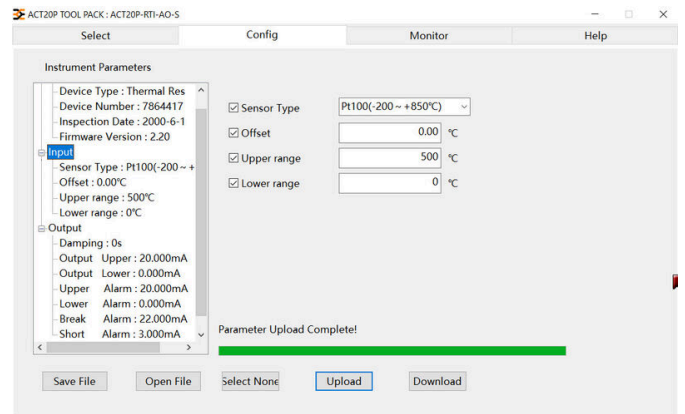 ACT20P TOOL PACK : ACT20P-RTI-AO-S
Select Config Monitor Help
Instrument Parameters
Device Type : Thermal Res
Device Number : 7864417
Inspection Date : 2000-6-1
Firmware Version : 2.20
Input
Sensor Type : Pt100(-200 ~ +
Offset : 0.00℃
Upper range : 500℃
Lower range : 0℃
Output
Damping : 0s
Output Upper : 20.000mA
Output Lower : 0.000mA
Upper Alarm : 20.000mA
Lower Alarm : 0.000mA
Break Alarm : 22.000mA
Short Alarm : 3.000mA
Sensor Type Pt100(-200 ~ +850℃)
Offset 0.00 ℃
Upper range 500 ℃
Lower range 0 ℃
Parameter Upload Complete!
Save File Open File Select None Upload Download